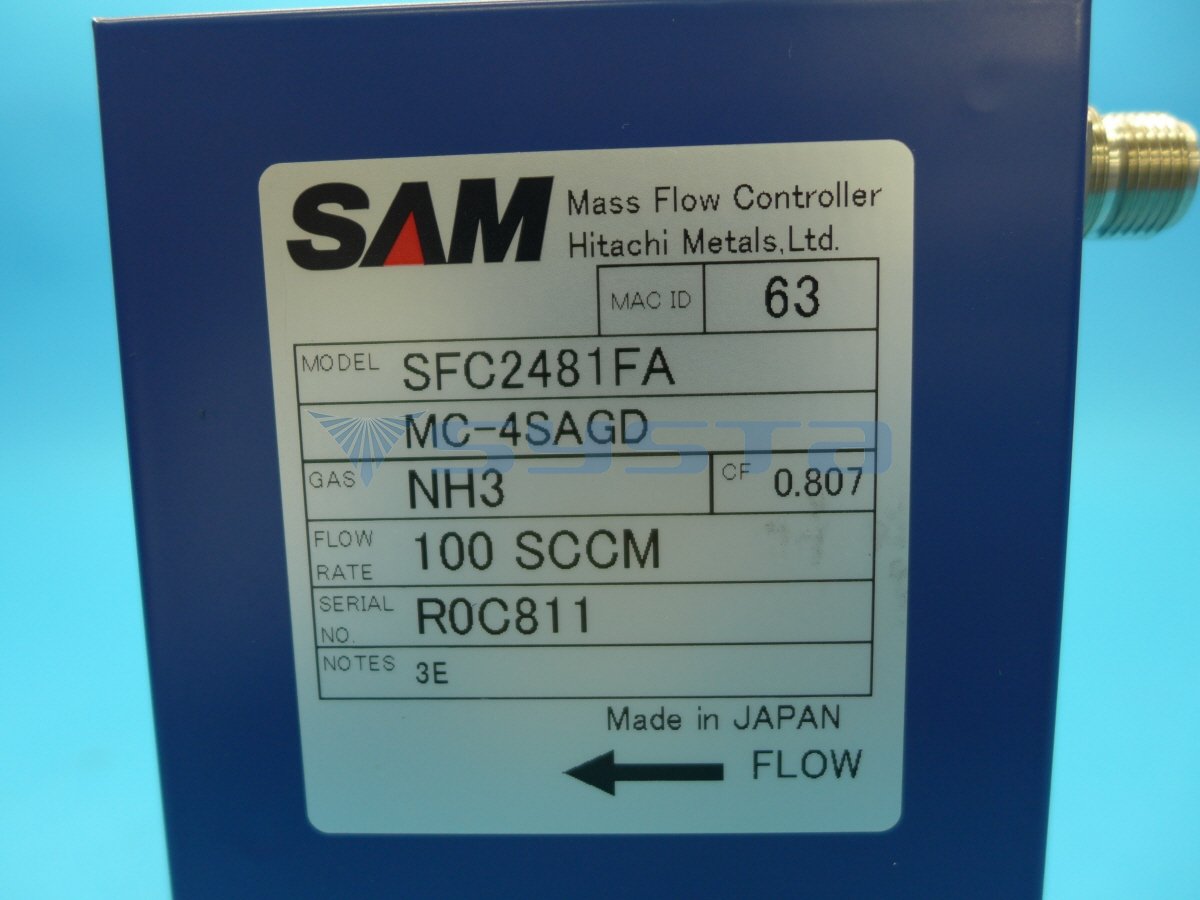 SAM
Mass Flow Controller
Hitachi Metals,Ltd.
MAC ID 63
MODEL SFC2481FA
MC-4SAGD
systa
GAS NH3 CF 0.807
FLOW RATE 100 SCCM
SERIAL NO. R0C811
NOTES 3E
Made in JAPAN
FLOW